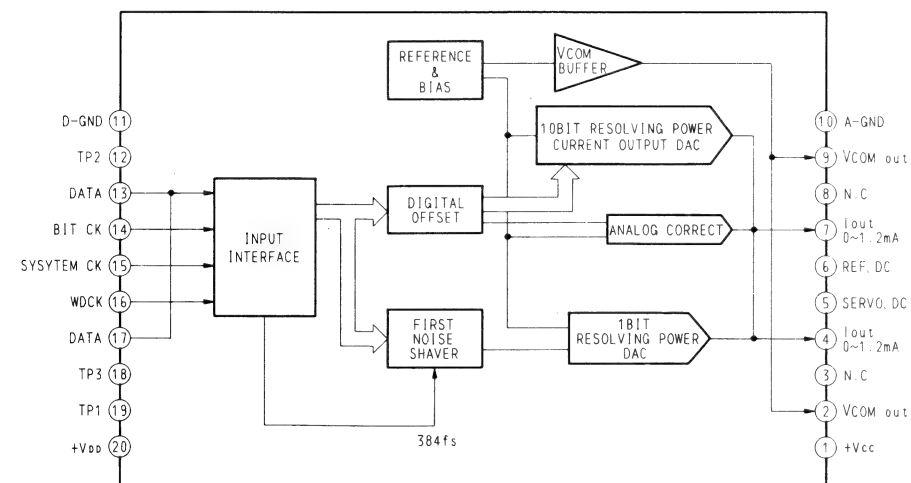 REFERENCE
&
BIAS
VCOM
BUFFER
D-GND 11
TP2 12
DATA 13
BIT CK 14
SYSYTEM CK 15
WDCK 16
DATA 17
TP3 18
TP1 19
+VDD 20
INPUT
INTERFACE
DIGITAL
OFFSET
FIRST
NOISE
SHAVER
384fs
10BIT RESOLVING POWER
CURRENT OUTPUT DAC
ANALOG CORRECT
1BIT
RESOLVING POWER
DAC
10 A-GND
9 VCOM out
8 N.C
7 Iout
0~1.2mA
6 REF. DC
5 SERVO. DC
4 Iout
0~1.2mA
3 N.C
2 VCOM out
1 +Vcc